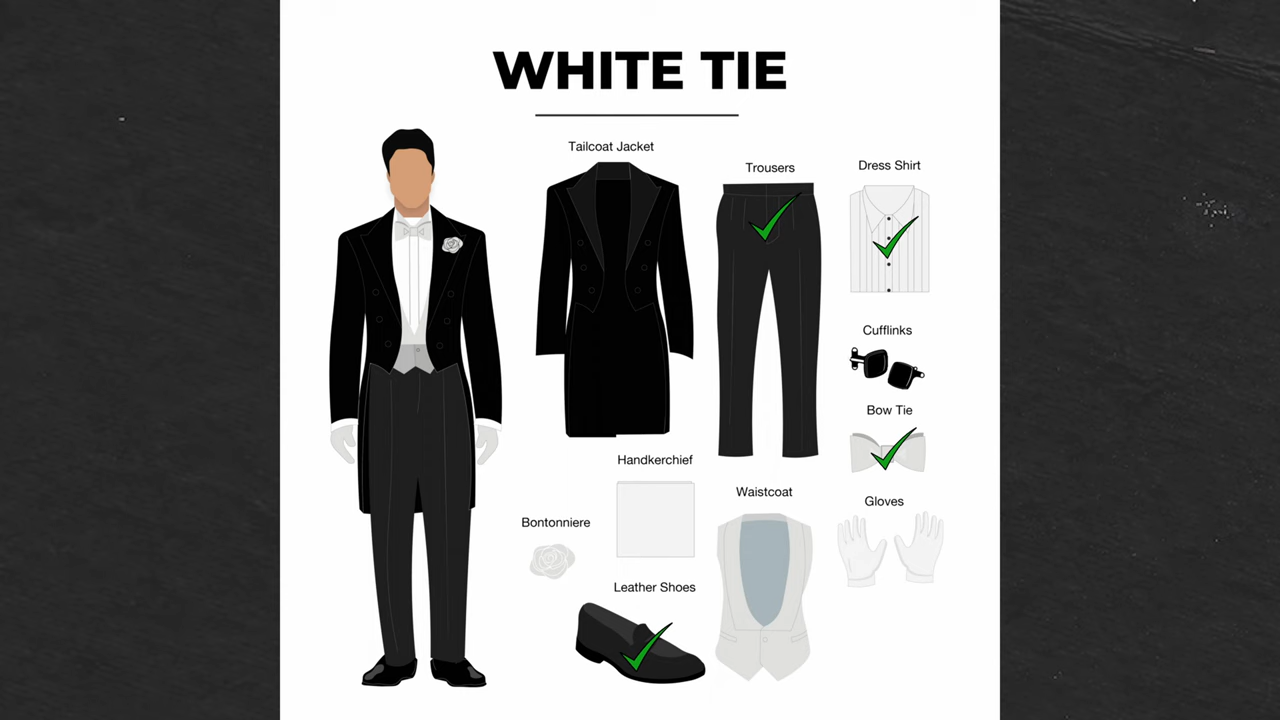 WHITE TIE
Tailcoat Jacket
Trousers
Dress Shirt
Cufflinks
Bow Tie
Handkerchief
Waistcoat
Gloves
Bontonniere
Leather Shoes